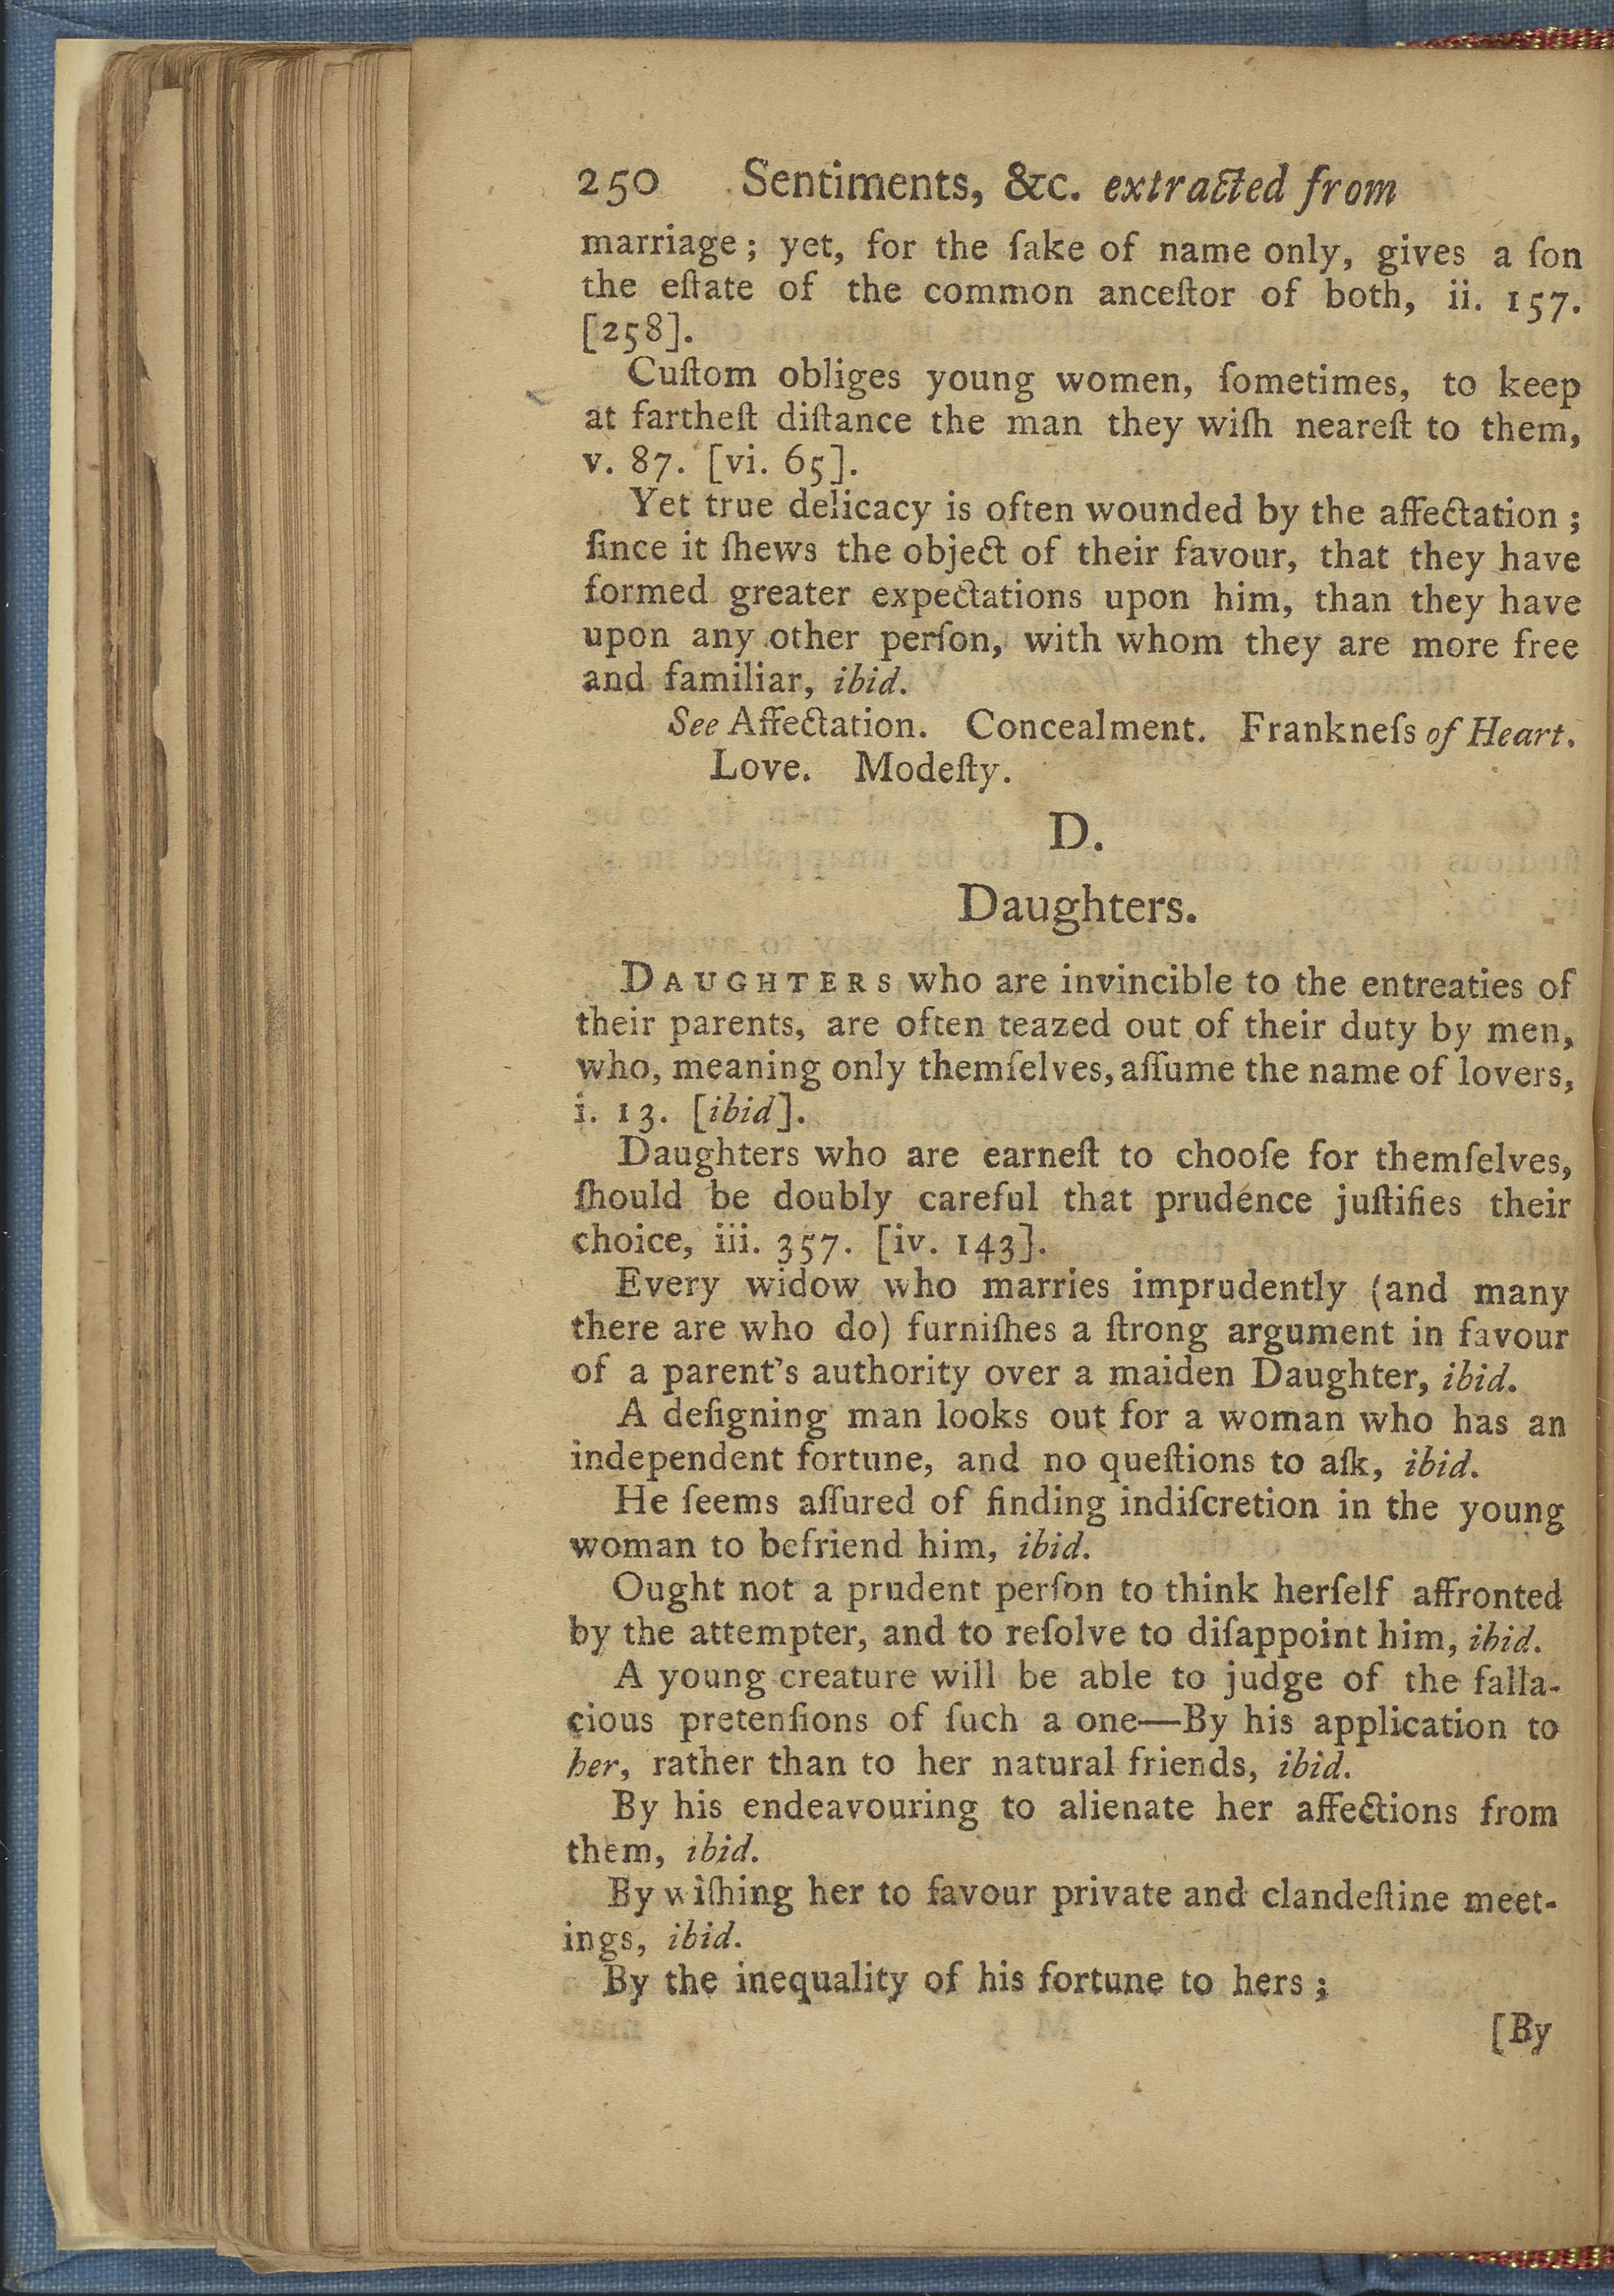 250 Sentiments, &c. extracted from
marriage; yet, for the ſake of name only, gives a ſon
the eſtate of the common anceſtor of both, ii. 157.
[258].
Cuſtom obliges young women, ſometimes, to keep
at fartheſt diſtance the man they wiſh neareſt to them,
v. 87. [vi. 65].
Yet true delicacy is often wounded by the affectation;
ſince it ſhews the object of their favour, that they have
formed greater expectations upon him, than they have
upon any other perſon, with whom they are more free
and familiar, ibid.
See Affectation. Concealment. Frankneſs of Heart.
Love. Modeſty.
D.
Daughters.
DAUGHTERS who are invincible to the entreaties of
their parents, are often teazed out of their duty by men,
who, meaning only themſelves, aſſume the name of lovers,
i. 13. [ibid].
Daughters who are earneſt to chooſe for themſelves,
ſhould be doubly careful that prudence juſtifies their
choice, iii. 357. [iv. 143].
Every widow who marries imprudently (and many
there are who do) furniſhes a ſtrong argument in favour
of a parent's authority over a maiden Daughter, ibid.
A deſigning man looks out for a woman who has an
independent fortune, and no queſtions to aſk, ibid.
He ſeems aſſured of finding indiſcretion in the young
woman to befriend him, ibid.
Ought not a prudent perſon to think herſelf affronted
by the attempter, and to reſolve to diſappoint him, ibid.
A young creature will be able to judge of the falla-
cious pretenſions of ſuch a one—By his application to
her, rather than to her natural friends, ibid.
By his endeavouring to alienate her affections from
them, ibid.
By wiſhing her to favour private and clandeſtine meet-
ings, ibid.
By the inequality of his fortune to hers;
[By